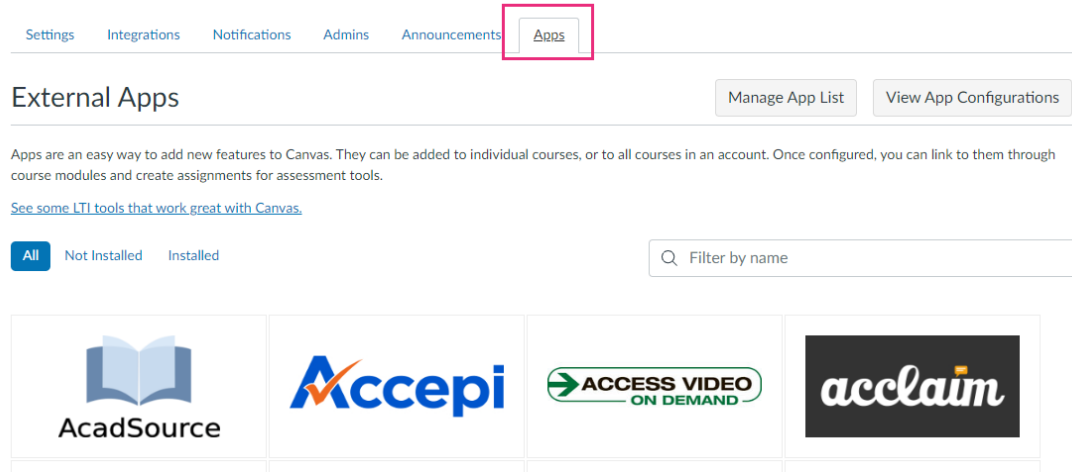 Settings Integrations Notifications Admins Announcements Apps
External Apps
Manage App List View App Configurations
Apps are an easy way to add new features to Canvas. They can be added to individual courses, or to all courses in an account. Once configured, you can link to them through
course modules and create assignments for assessment tools.
See some LTI tools that work great with Canvas.
All Not Installed Installed
Filter by name
AcadSource
Accepi
ACCESS VIDEO
ON DEMAND
acclaim